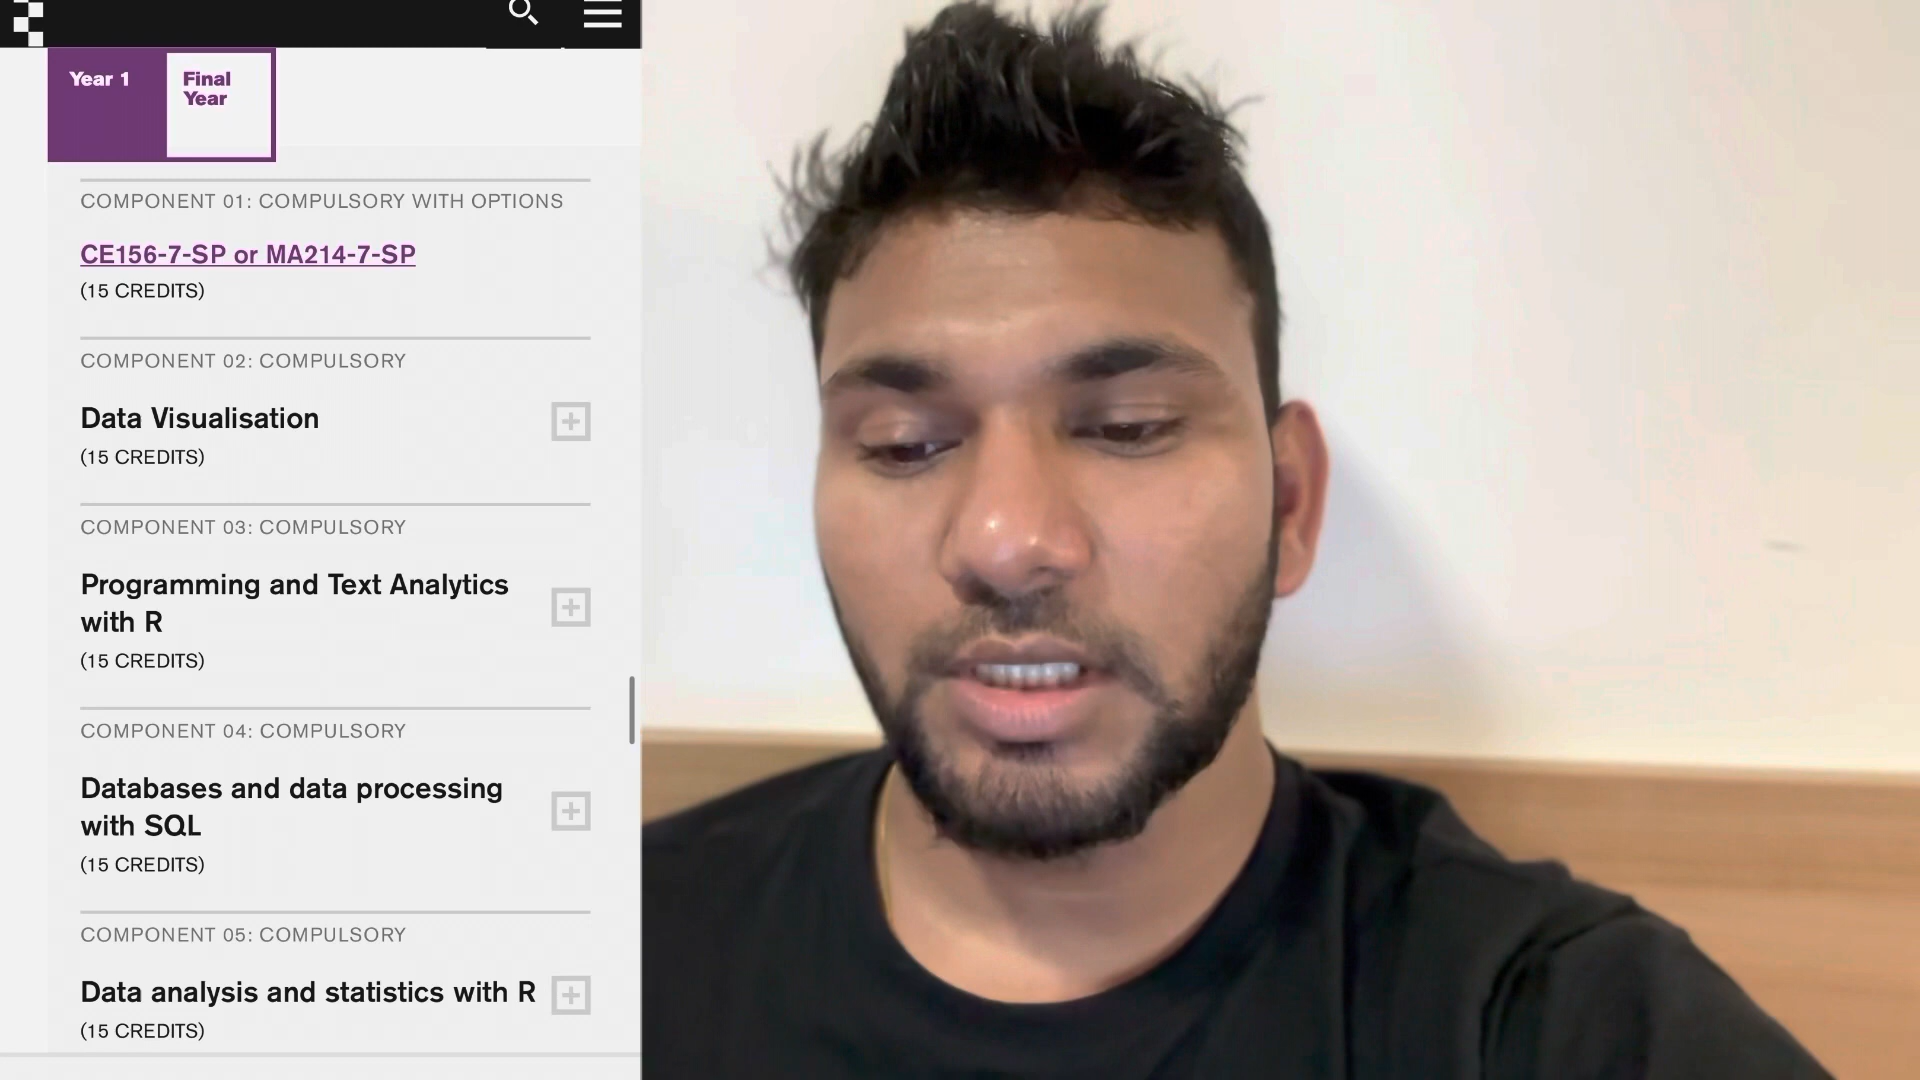 Year 1
Final
Year
COMPONENT 01: COMPULSORY WITH OPTIONS
CE156-7-SP or MA214-7-SP
(15 CREDITS)
COMPONENT 02: COMPULSORY
Data Visualisation
(15 CREDITS)
COMPONENT 03: COMPULSORY
Programming and Text Analytics
with R
(15 CREDITS)
COMPONENT 04: COMPULSORY
Databases and data processing
with SQL
(15 CREDITS)
COMPONENT 05: COMPULSORY
Data analysis and statistics with R
(15 CREDITS)